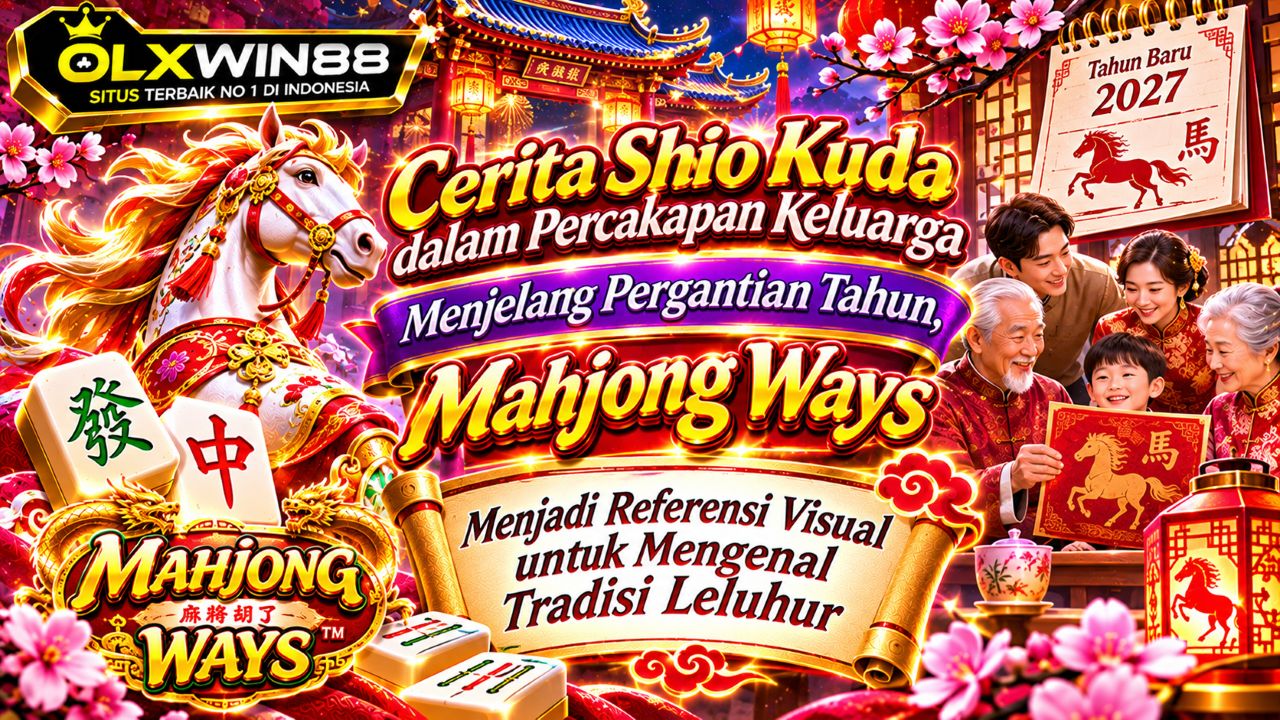 OLXWIN88
SITUS TERBAIK NO 1 DI INDONESIA
Cerita Shio Kuda
dalam Percakapan Keluarga
Menjelang Pergantian Tahun,
Mahjong Ways
Menjadi Referensi Visual
untuk Mengenal
Tradisi Leluhur
Tahun Baru
2027
馬
馬
發
中
MAHJONG
麻將胡了
WAYS™